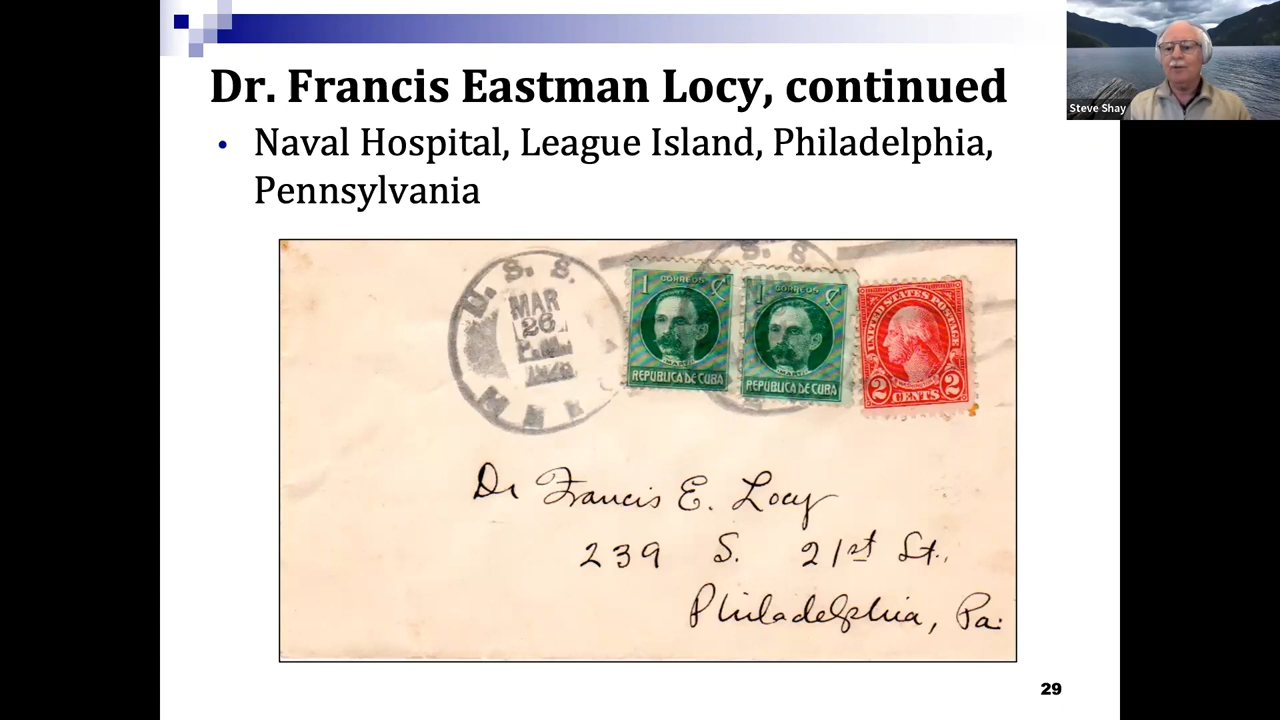 Dr. Francis Eastman Locy, continued
Steve Shay
• Naval Hospital, League Island, Philadelphia,
Pennsylvania
U. S. S.
MAR
26
P.M.
S. S
1 CORREOS ¢
MARTI
REPUBLICA DE CUBA
1 CORREOS ¢
REPUBLICA DE CUBA
UNITED STATES POSTAGE
2 CENTS 2
Dr Francis E. Locy
239 S. 21st St.,
Philadelphia, Pa.
29